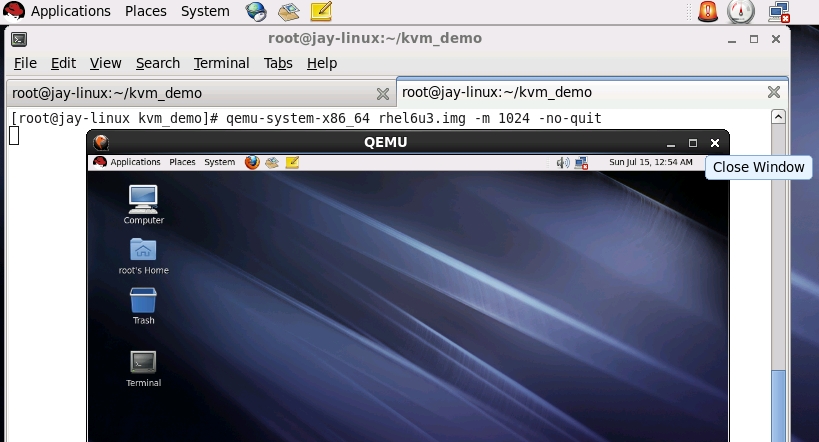 Applications Places System
root@jay-linux:~/kvm_demo
File Edit View Search Terminal Tabs Help
root@jay-linux:~/kvm_demo root@jay-linux:~/kvm_demo
[root@jay-linux kvm_demo]# qemu-system-x86_64 rhel6u3.img -m 1024 -no-quit
QEMU
Applications Places System Sun Jul 15, 12:54 AM
Close Window
Computer
root's Home
Trash
Terminal